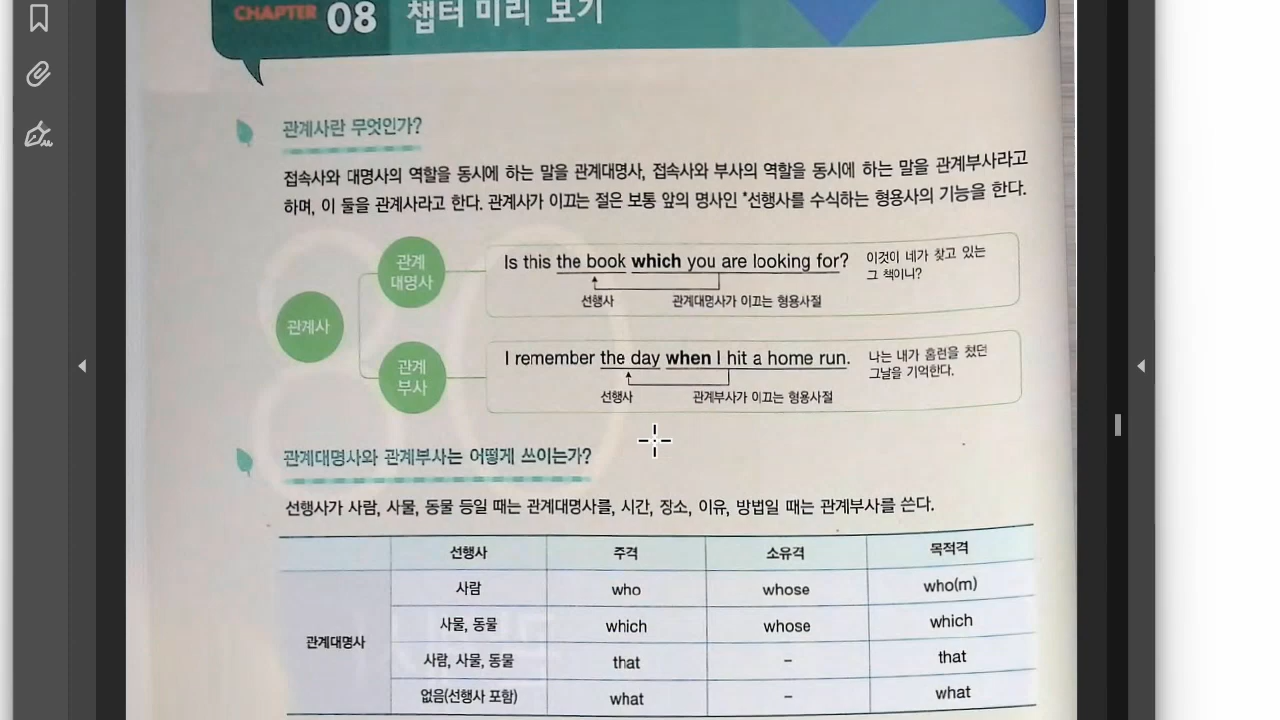 CHAPTER 08 챕터 미리 보기
관계사란 무엇인가?
접속사와 대명사의 역할을 동시에 하는 말을 관계대명사, 접속사와 부사의 역할을 동시에 하는 말을 관계부사라고
하며, 이 둘을 관계사라고 한다. 관계사가 이끄는 절은 보통 앞의 명사인 *선행사를 수식하는 형용사의 기능을 한다.
관계사
관계
대명사
Is this the book which you are looking for?
선행사 관계대명사가 이끄는 형용사절
이것이 네가 찾고 있는
그 책이니?
관계
부사
I remember the day when I hit a home run.
선행사 관계부사가 이끄는 형용사절
나는 내가 홈런을 쳤던
그날을 기억한다.
관계대명사와 관계부사는 어떻게 쓰이는가?
선행사가 사람, 사물, 동물 등일 때는 관계대명사를, 시간, 장소, 이유, 방법일 때는 관계부사를 쓴다.
선행사 주격 소유격 목적격
관계대명사
사람 who whose who(m)
사물, 동물 which whose which
사람, 사물, 동물 that – that
없음(선행사 포함) what – what